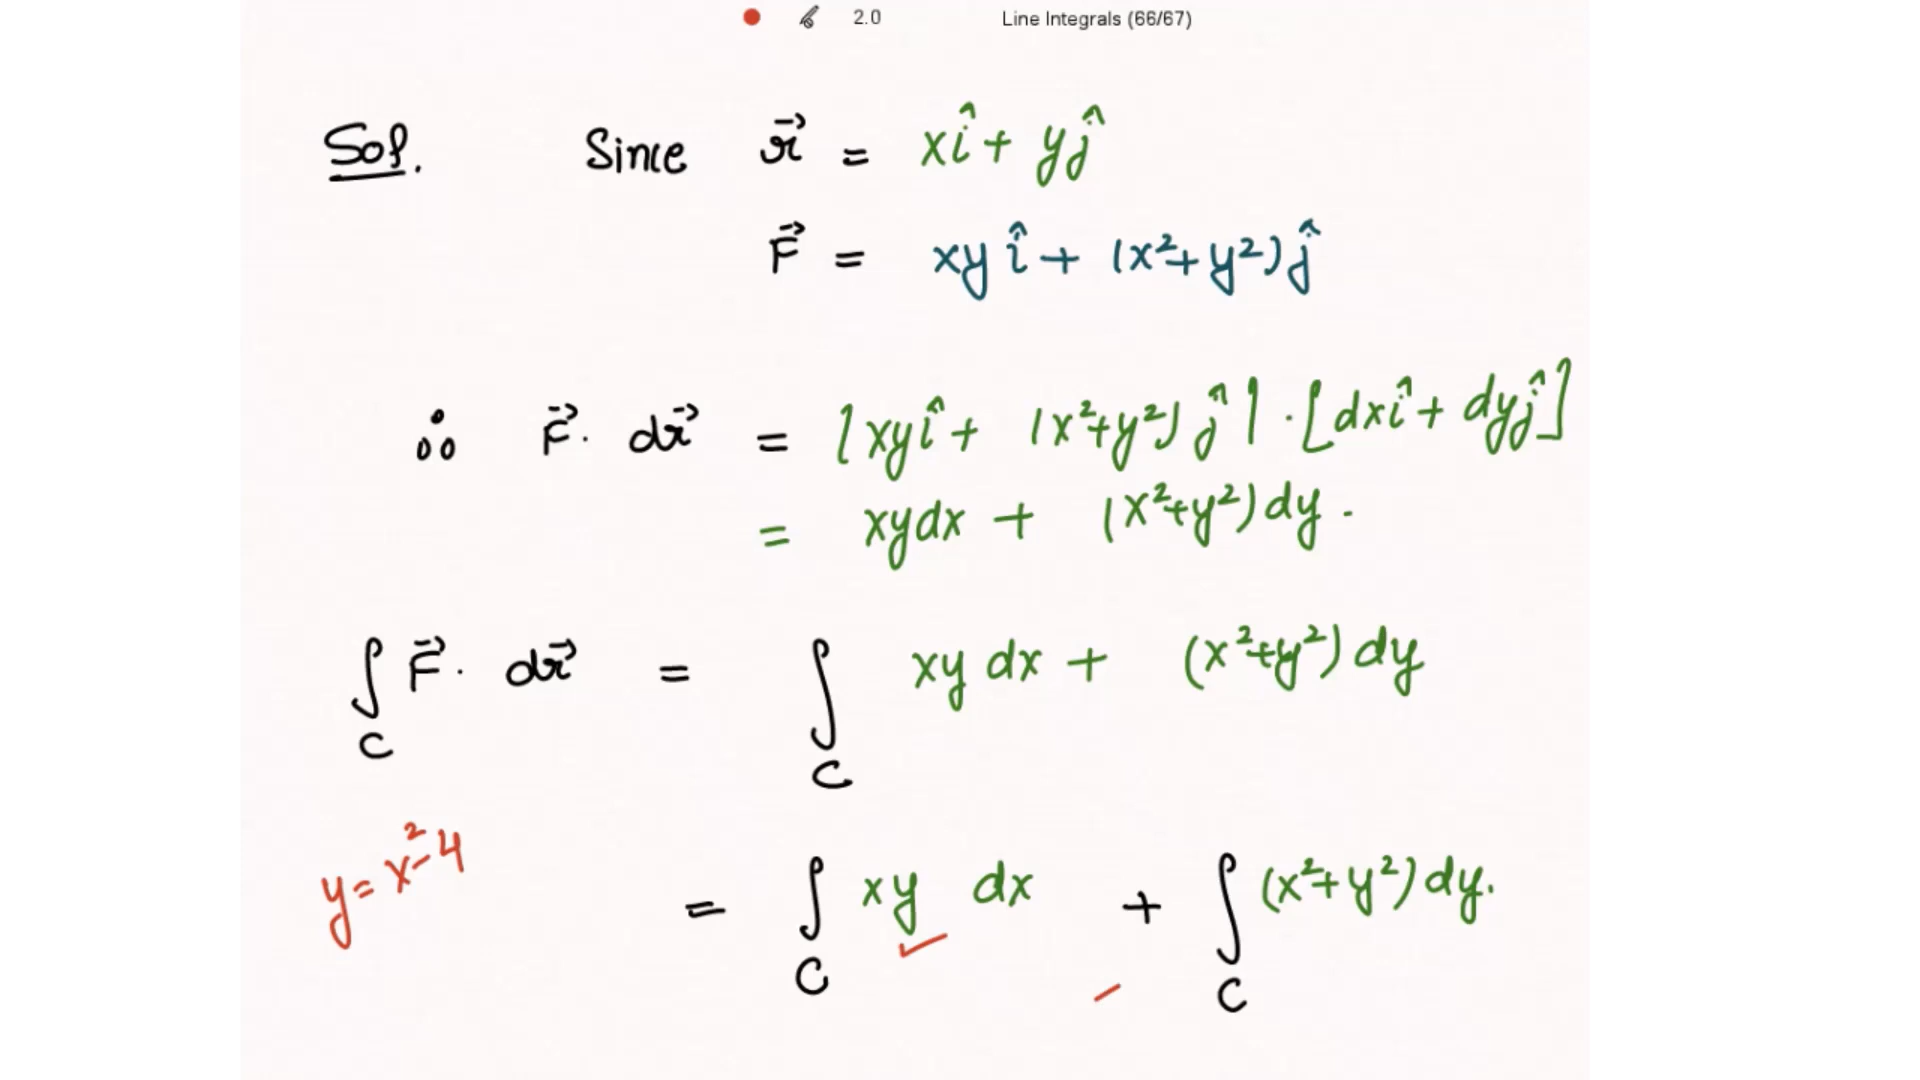 2.0 Line Integrals (66/67)
Sol. Since r⃗ = xî + yĵ
F⃗ = xy î + (x²+y²)ĵ
∴ F⃗. dr⃗ = [xyî + (x²+y²)ĵ] · [dxî + dyĵ]
= xydx + (x²+y²)dy.
∫_C F⃗. dr⃗ = ∫_C xy dx + (x²+y²)dy
y = x²-4
= ∫_C xy dx + ∫_C (x²+y²)dy.